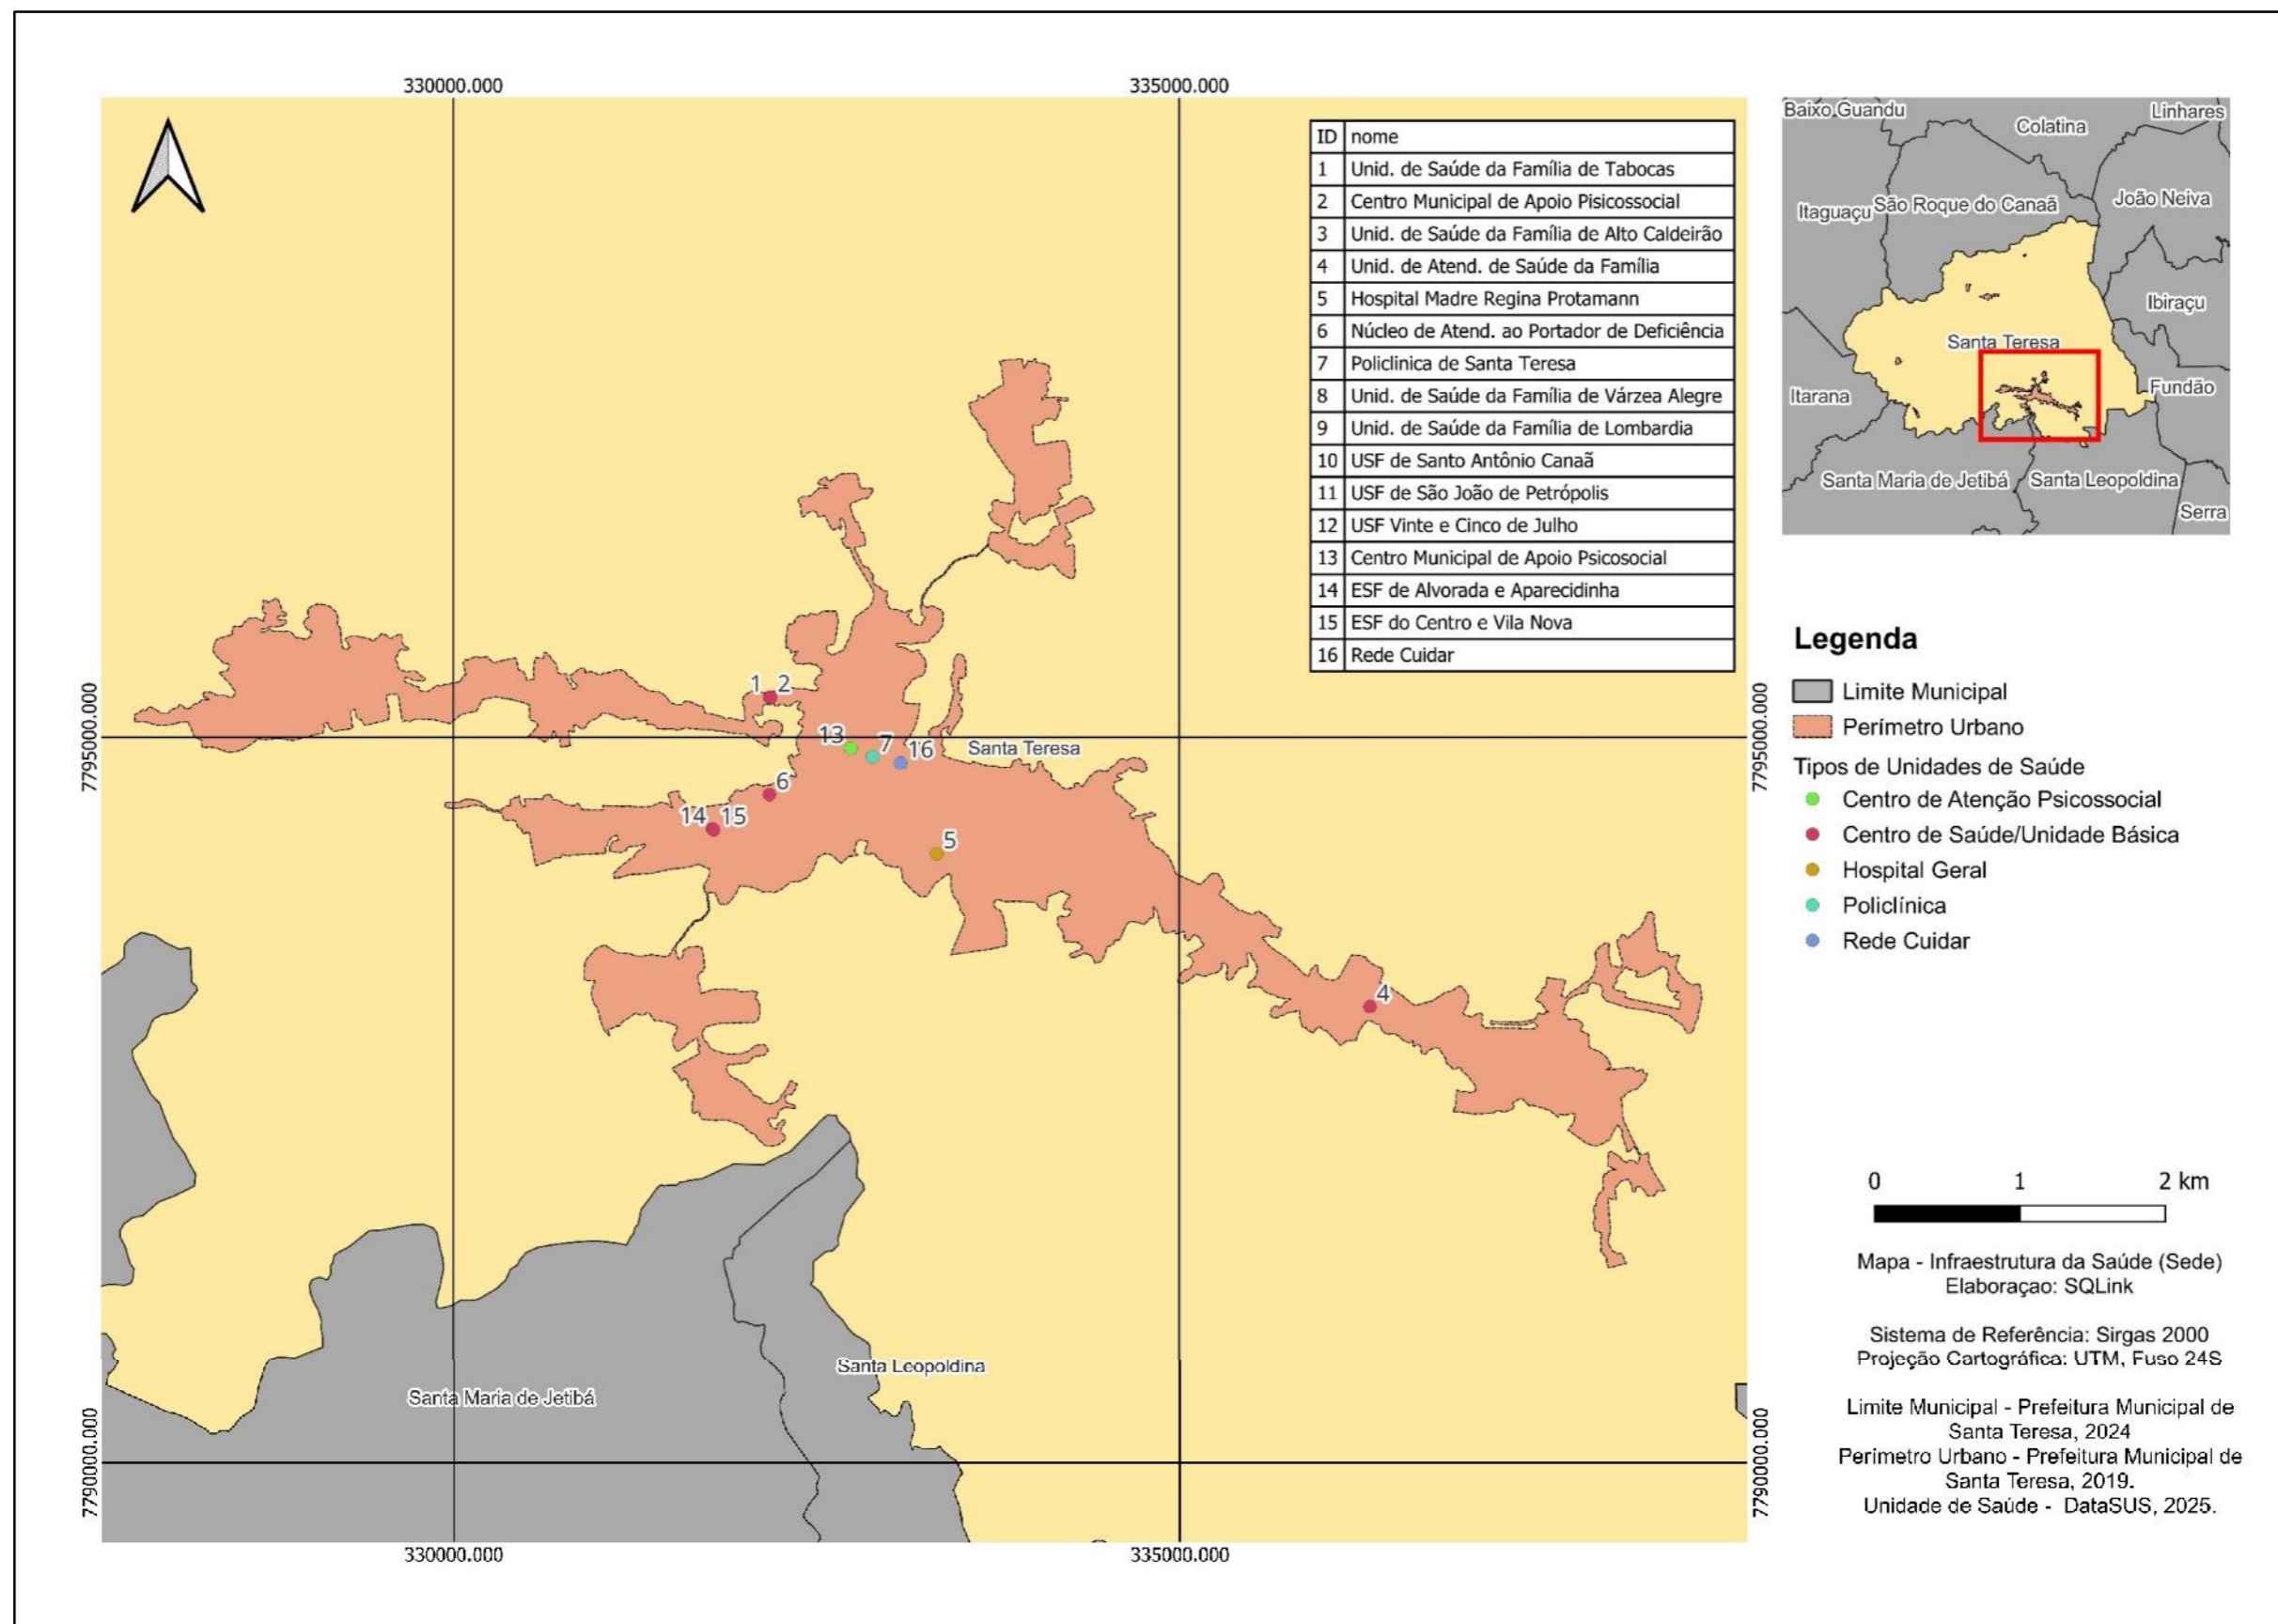 330000.000
335000.000
ID nome
1 Unid. de Saúde da Família de Tabocas
2 Centro Municipal de Apoio Pisicossocial
3 Unid. de Saúde da Família de Alto Caldeirão
4 Unid. de Atend. de Saúde da Família
5 Hospital Madre Regina Protamann
6 Núcleo de Atend. ao Portador de Deficiência
7 Policlinica de Santa Teresa
8 Unid. de Saúde da Família de Várzea Alegre
9 Unid. de Saúde da Família de Lombardia
10 USF de Santo Antônio Canaã
11 USF de São João de Petrópolis
12 USF Vinte e Cinco de Julho
13 Centro Municipal de Apoio Psicosocial
14 ESF de Alvorada e Aparecidinha
15 ESF do Centro e Vila Nova
16 Rede Cuidar
1 2
13 7 16
Santa Teresa
6
14 15
5
4
Santa Leopoldina
Santa Maria de Jetibá
7795000.000
7795000.000
7790000.000
7790000.000
330000.000
335000.000
Baixo Guandu
Linhares
Colatina
João Neiva
Itaguaçu
São Roque do Canaã
Ibiraçu
Santa Teresa
Fundão
Itarana
Santa Maria de Jetibá
Santa Leopoldina
Serra
Legenda
Limite Municipal
Perímetro Urbano
Tipos de Unidades de Saúde
Centro de Atenção Psicossocial
Centro de Saúde/Unidade Básica
Hospital Geral
Policlínica
Rede Cuidar
0 1 2 km
Mapa - Infraestrutura da Saúde (Sede)
Elaboraçao: SQLink
Sistema de Referência: Sirgas 2000
Projeção Cartográfica: UTM, Fuso 24S
Limite Municipal - Prefeitura Municipal de
Santa Teresa, 2024
Perímetro Urbano - Prefeitura Municipal de
Santa Teresa, 2019.
Unidade de Saúde - DataSUS, 2025.